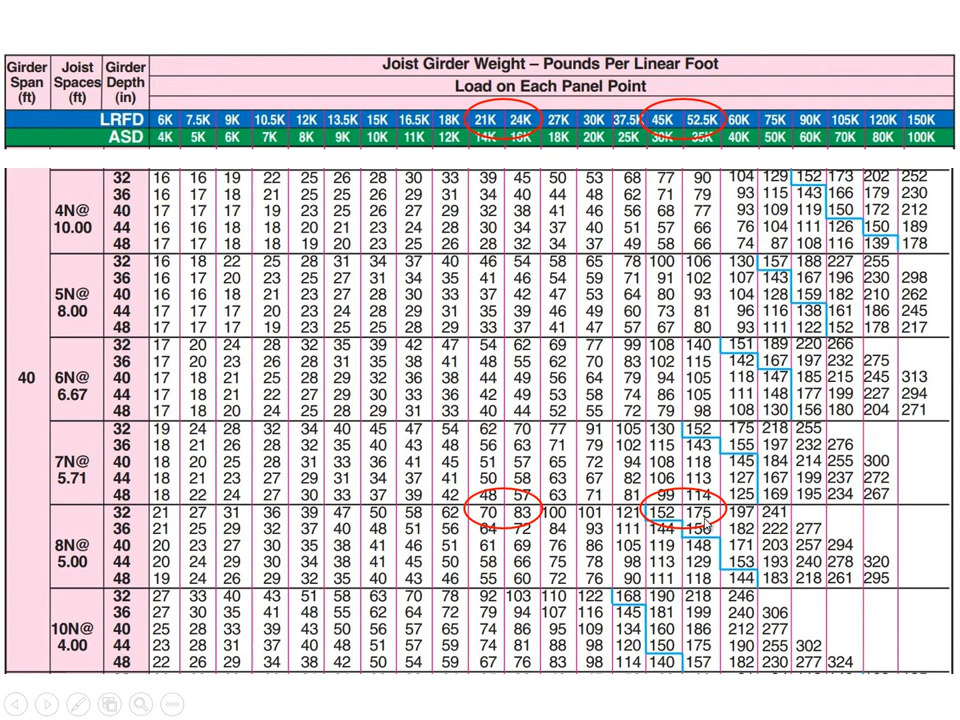 Joist Girder Weight – Pounds Per Linear Foot
Girder Joist Girder
Span Spaces Depth
(ft) (ft) (in)
Load on Each Panel Point
LRFD 6K 7.5K 9K 10.5K 12K 13.5K 15K 16.5K 18K 21K 24K 27K 30K 37.5K 45K 52.5K 60K 75K 90K 105K 120K 150K
ASD 4K 5K 6K 7K 8K 9K 10K 11K 12K 14K 16K 18K 20K 25K 30K 35K 40K 50K 60K 70K 80K 100K
40
4N@
10.00
32 16 16 19 22 25 26 28 30 33 39 45 50 53 68 77 90 104 129 152 173 202 252
36 16 17 18 21 25 25 26 29 31 34 40 44 48 62 71 79 93 115 143 166 179 230
40 17 17 17 19 23 25 26 27 29 32 38 41 46 56 68 77 93 109 119 150 172 212
44 16 16 18 18 20 21 23 24 28 30 34 37 40 51 57 66 76 104 111 126 150 189
48 17 17 18 18 19 20 23 25 26 28 32 34 37 49 58 66 74 87 108 116 139 178
5N@
8.00
32 16 18 22 25 28 31 34 37 40 46 54 58 65 78 100 106 130 157 188 227 255
36 16 17 20 23 25 27 31 34 35 41 46 54 59 71 91 102 107 143 167 196 230 298
40 16 16 18 21 23 27 28 30 33 37 42 47 53 64 80 93 104 128 159 182 210 262
44 17 17 17 20 23 24 28 28 29 35 39 46 49 60 73 81 96 116 138 161 186 245
48 17 17 17 19 23 25 25 28 29 33 37 41 47 57 67 80 93 111 122 152 178 217
6N@
6.67
32 17 20 24 28 32 35 39 42 47 54 62 69 77 99 108 140 151 189 220 266
36 17 20 23 26 28 31 35 38 41 48 55 62 70 83 102 115 142 167 197 232 275
40 17 18 21 25 28 29 32 36 38 44 49 56 64 79 94 105 118 147 185 215 245 313
44 17 18 21 22 27 29 30 33 36 42 49 53 58 74 86 105 111 148 177 199 227 294
48 17 18 20 24 25 28 29 31 33 40 44 52 55 72 79 98 108 130 156 180 204 271
7N@
5.71
32 19 24 28 32 34 40 45 47 54 62 70 77 91 105 130 152 175 218 255
36 18 21 26 28 32 35 40 43 48 56 63 71 79 102 115 143 155 197 232 276
40 18 20 25 28 31 33 36 41 45 51 57 65 72 94 108 118 145 184 214 255 300
44 18 21 23 27 29 31 34 37 41 50 58 63 67 82 106 113 127 167 199 237 272
48 18 22 24 27 30 33 37 39 42 48 57 63 71 81 99 114 125 169 195 234 267
8N@
5.00
32 21 27 31 36 39 47 50 58 62 70 83 100 101 121 152 175 197 241
36 21 25 29 32 37 40 48 51 56 64 72 84 93 111 144 156 182 222 277
40 20 23 27 30 35 38 41 46 51 61 69 76 86 105 119 148 171 203 257 294
44 20 24 29 30 34 38 41 45 50 58 66 75 78 98 113 129 153 193 240 278 320
48 19 24 26 29 32 35 40 43 46 55 60 72 76 90 111 118 144 183 218 261 295
10N@
4.00
32 27 33 40 43 51 58 63 70 78 92 103 110 122 168 190 218 246
36 27 30 35 41 48 55 62 64 72 79 94 107 116 145 181 199 240 306
40 25 28 33 39 43 50 56 57 65 74 86 95 109 134 160 186 212 277
44 23 28 31 37 40 48 51 57 59 74 81 88 98 120 150 175 190 255 302
48 22 26 29 34 38 42 50 54 59 67 76 83 98 114 140 157 182 230 277 324